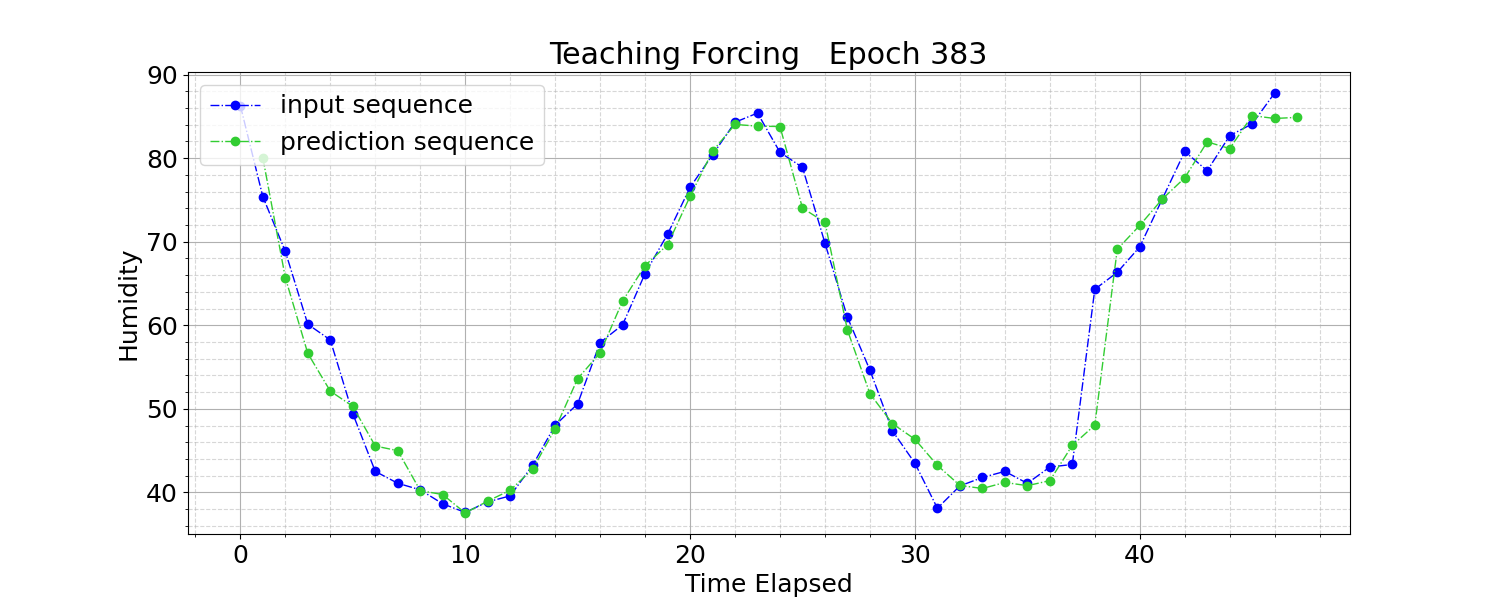 Teaching Forcing   Epoch 383
90
80
70
60
50
40
Humidity
input sequence
prediction sequence
0 10 20 30 40
Time Elapsed